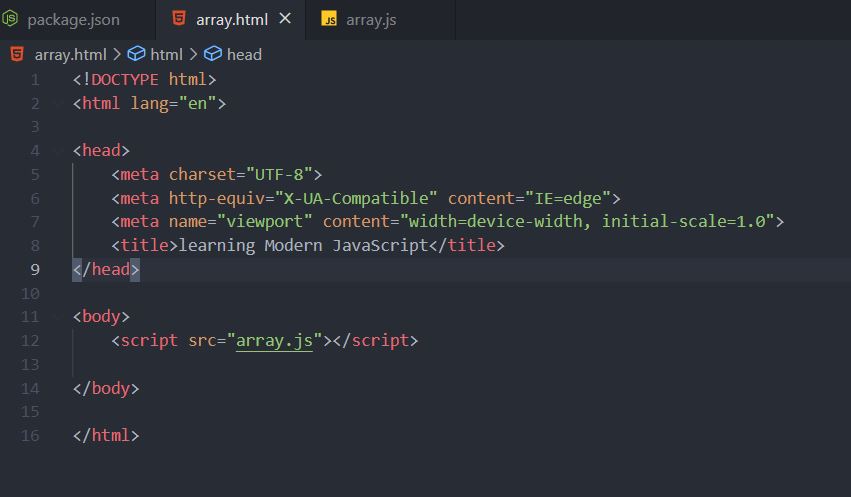 package.json array.html array.js
array.html > html > head
1 <!DOCTYPE html>
2 <html lang="en">
3
4 <head>
5 <meta charset="UTF-8">
6 <meta http-equiv="X-UA-Compatible" content="IE=edge">
7 <meta name="viewport" content="width=device-width, initial-scale=1.0">
8 <title>learning Modern JavaScript</title>
9 </head>
10
11 <body>
12 <script src="array.js"></script>
13
14 </body>
15
16 </html>